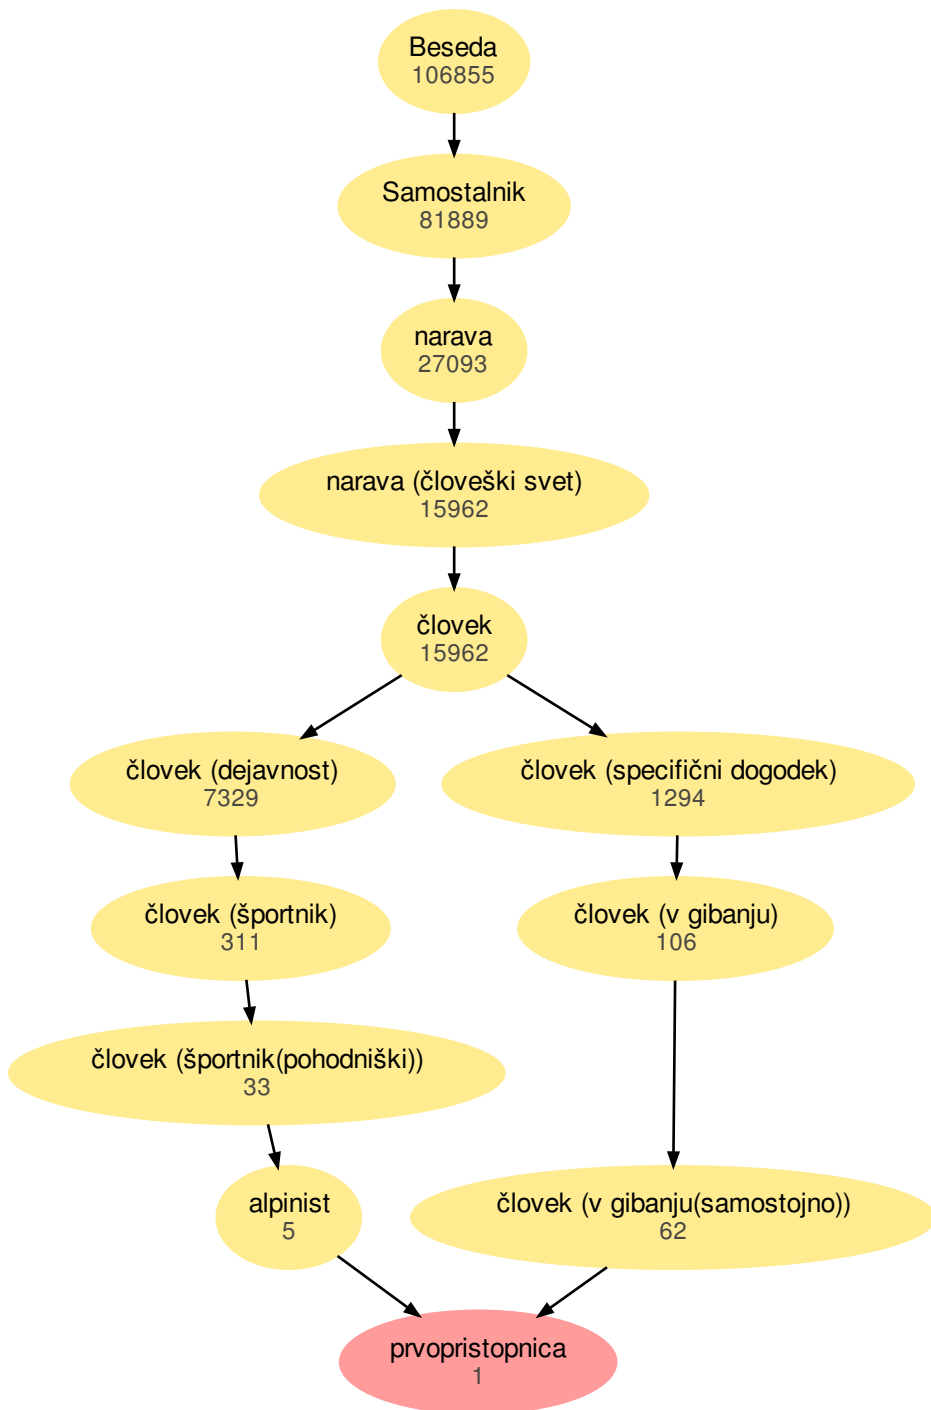 Beseda
106855
Samostalnik
81889
narava
27093
narava (človeški svet)
15962
človek
15962
človek (dejavnost)
7329
človek (specifični dogodek)
1294
človek (športnik)
311
človek (v gibanju)
106
človek (športnik(pohodniški))
33
alpinist
5
človek (v gibanju(samostojno))
62
prvopristopnica
1